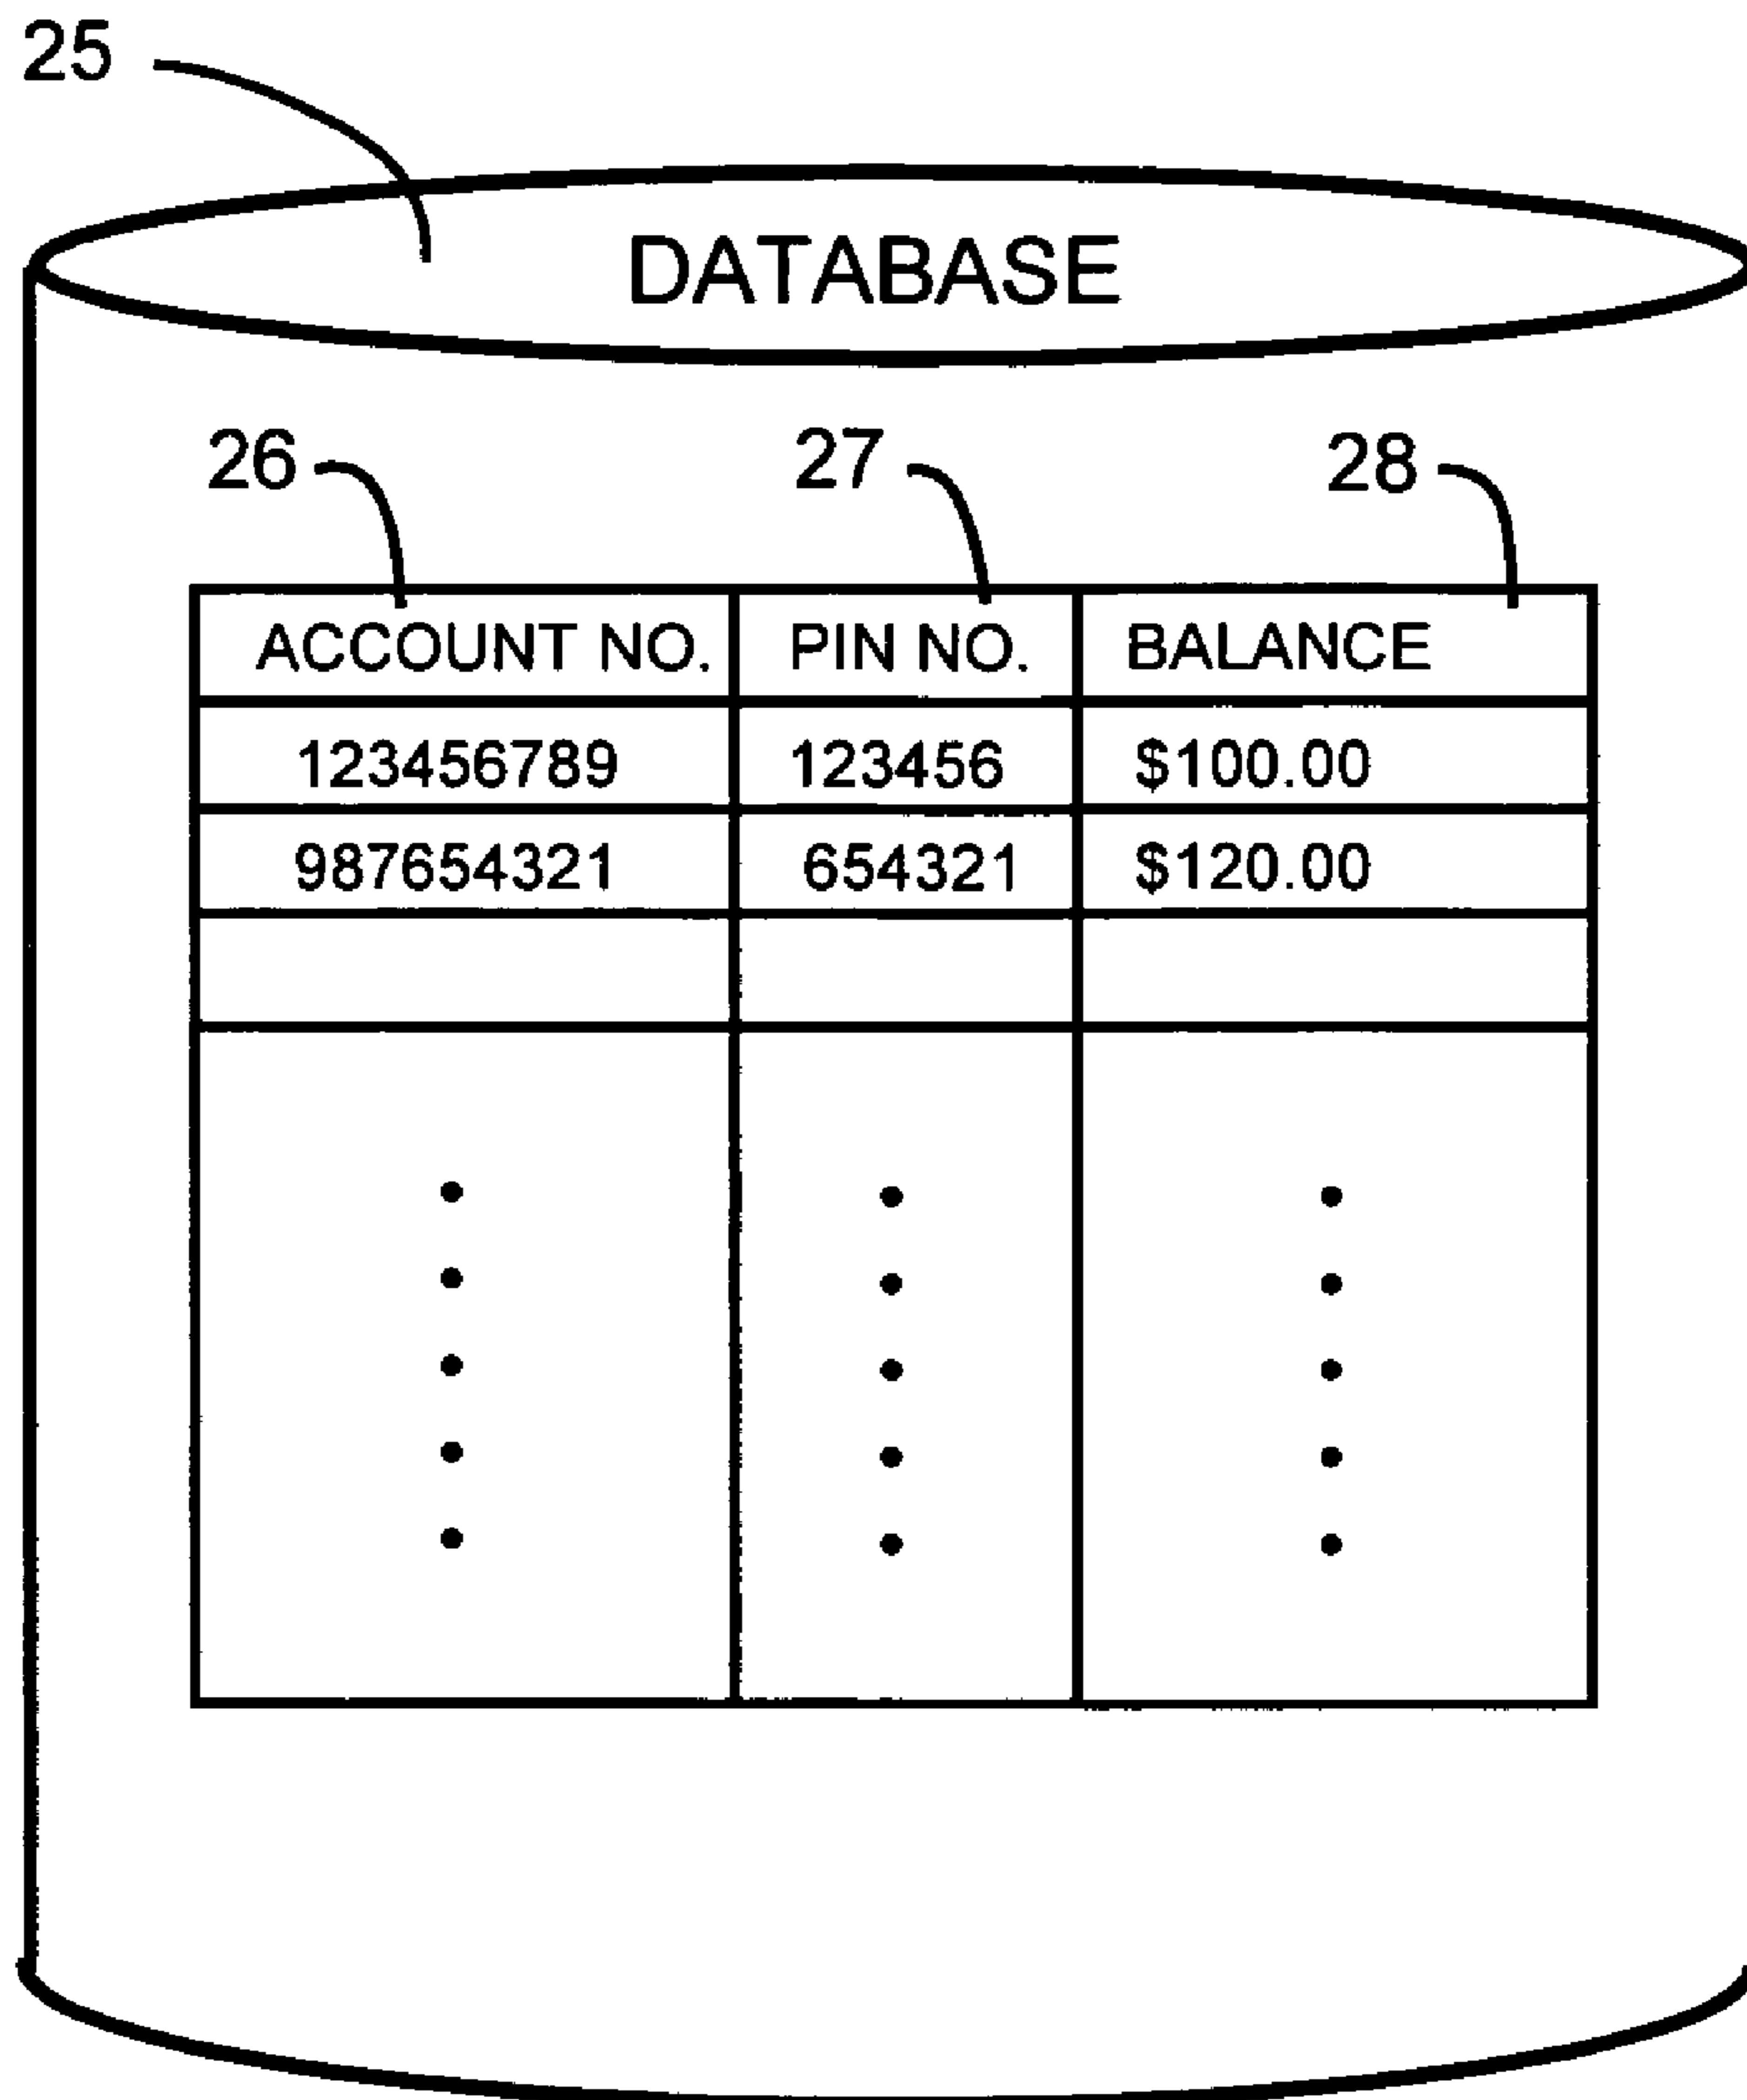 25
DATABASE
26 27 28
ACCOUNT NO. PIN NO. BALANCE
123456789 123456 $100.00
987654321 654321 $120.00